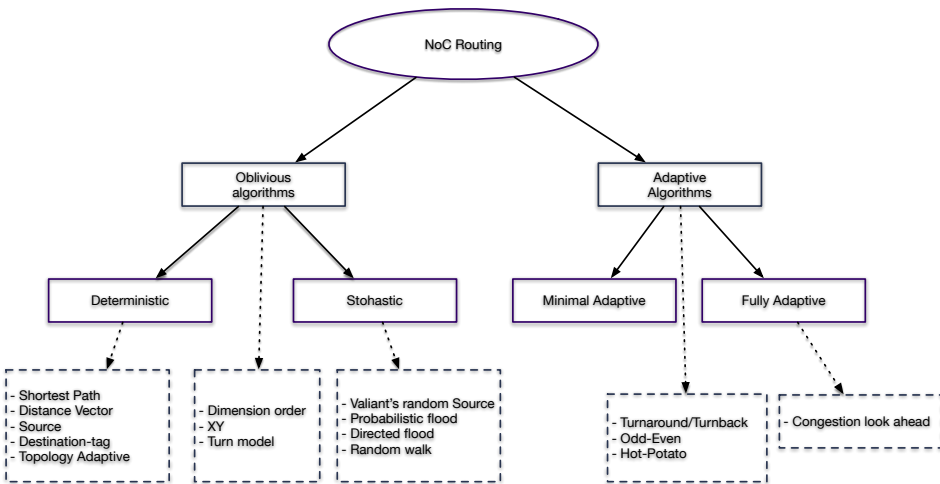 NoC Routing
Oblivious
algorithms
Adaptive
Algorithms
Deterministic
Stohastic
Minimal Adaptive
Fully Adaptive
- Shortest Path
- Distance Vector
- Source
- Destination-tag
- Topology Adaptive
- Dimension order
- XY
- Turn model
- Valiant's random Source
- Probabilistic flood
- Directed flood
- Random walk
- Turnaround/Turnback
- Odd-Even
- Hot-Potato
- Congestion look ahead